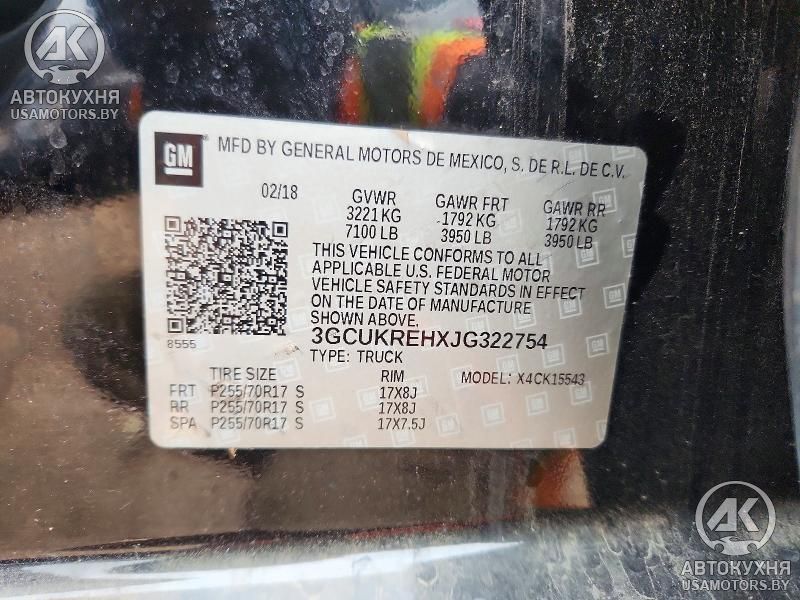 AK
АВТОКУХНЯ
USAMOTORS.BY
GM
MFD BY GENERAL MOTORS DE MEXICO, S. DE R.L. DE C.V.
02/18 GVWR GAWR FRT GAWR RR
3221 KG 1792 KG 1792 KG
7100 LB 3950 LB 3950 LB
THIS VEHICLE CONFORMS TO ALL
APPLICABLE U.S. FEDERAL MOTOR
VEHICLE SAFETY STANDARDS IN EFFECT
ON THE DATE OF MANUFACTURE
SHOWN ABOVE.
8555 3GCUKREHXJG322754
TYPE: TRUCK
TIRE SIZE RIM MODEL: X4CK15543
FRT P255/70R17 S 17X8J
RR P255/70R17 S 17X8J
SPA P255/70R17 S 17X7.5J
AK
АВТОКУХНЯ
USAMOTORS.BY